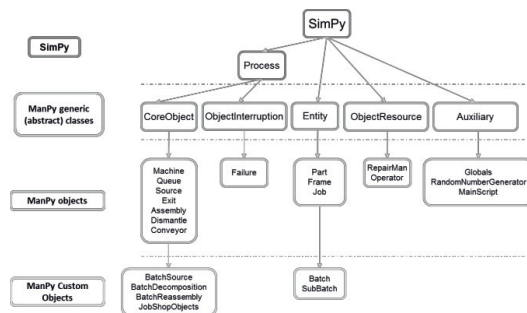 SimPy
SimPy
Process
ManPy generic
(abstract) classes
CoreObject
ObjectInterruption
Entity
ObjectResource
Auxiliary
ManPy objects
Machine
Queue
Source
Exit
Assembly
Dismantle
Conveyor
Failure
Part
Frame
Job
RepairMan
Operator
Globals
RandomNumberGenerator
MainScript
ManPy Custom
Objects
BatchSource
BatchDecomposition
BatchReassembly
JobShopObjects
Batch
SubBatch